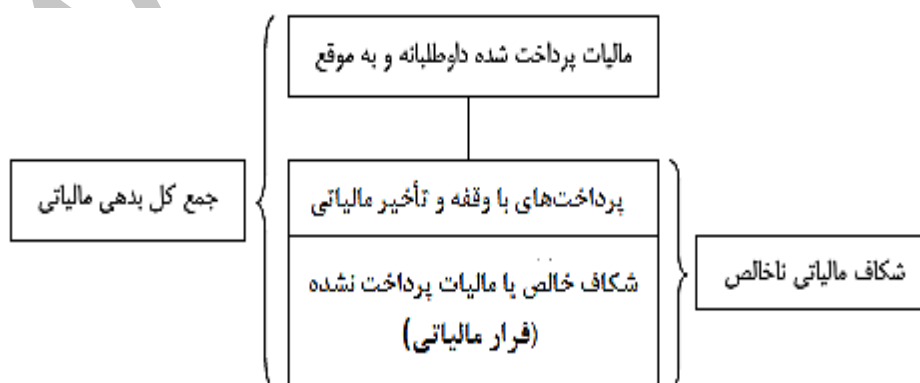 مالیات پرداخت شده داوطلبانه و به موقع
جمع کل بدهی مالیاتی
پرداخت‌های با وقفه و تأخیر مالیاتی
شکاف خالص یا مالیات پرداخت نشده
(فرار مالیاتی)
شکاف مالیاتی ناخالص